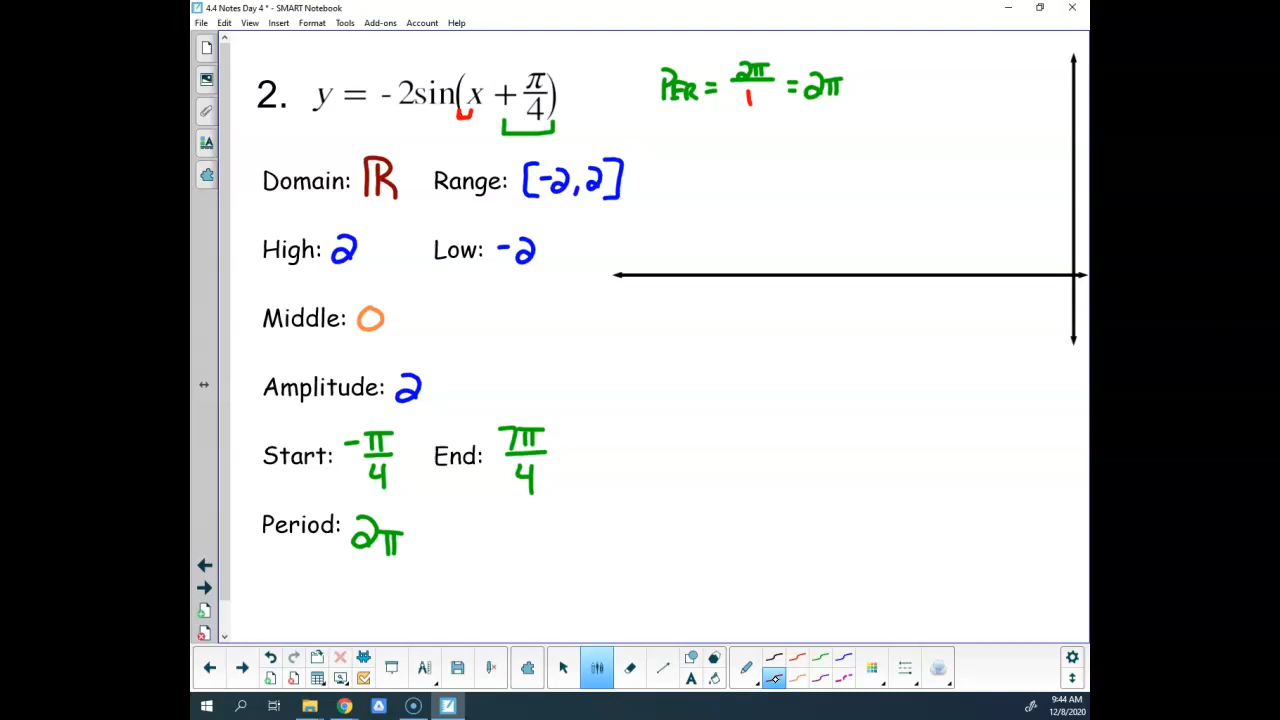 4.4 Notes Day 4 * - SMART Notebook
File Edit View Insert Format Tools Add-ons Account Help
2. y = - 2sin(x + π/4)
PER = 2π/1 = 2π
Domain: ℝ Range: [-2, 2]
High: 2 Low: -2
Middle: 0
Amplitude: 2
Start: -π/4 End: 7π/4
Period: 2π
9:44 AM
12/8/2020